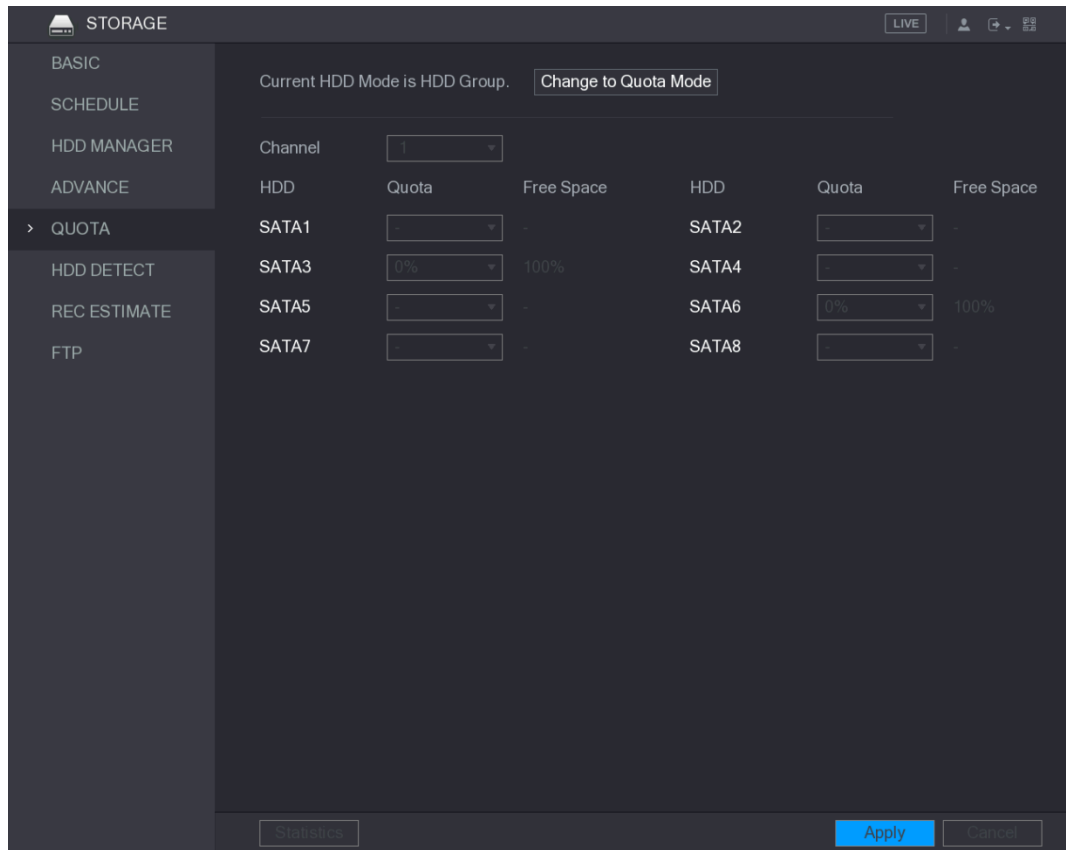 STORAGE LIVE
BASIC
Current HDD Mode is HDD Group. Change to Quota Mode
SCHEDULE
HDD MANAGER Channel 1
ADVANCE HDD Quota Free Space HDD Quota Free Space
> QUOTA SATA1 - - SATA2 - -
HDD DETECT SATA3 0% 100% SATA4 - -
REC ESTIMATE SATA5 - - SATA6 0% 100%
FTP SATA7 - - SATA8 - -
Statistics Apply Cancel